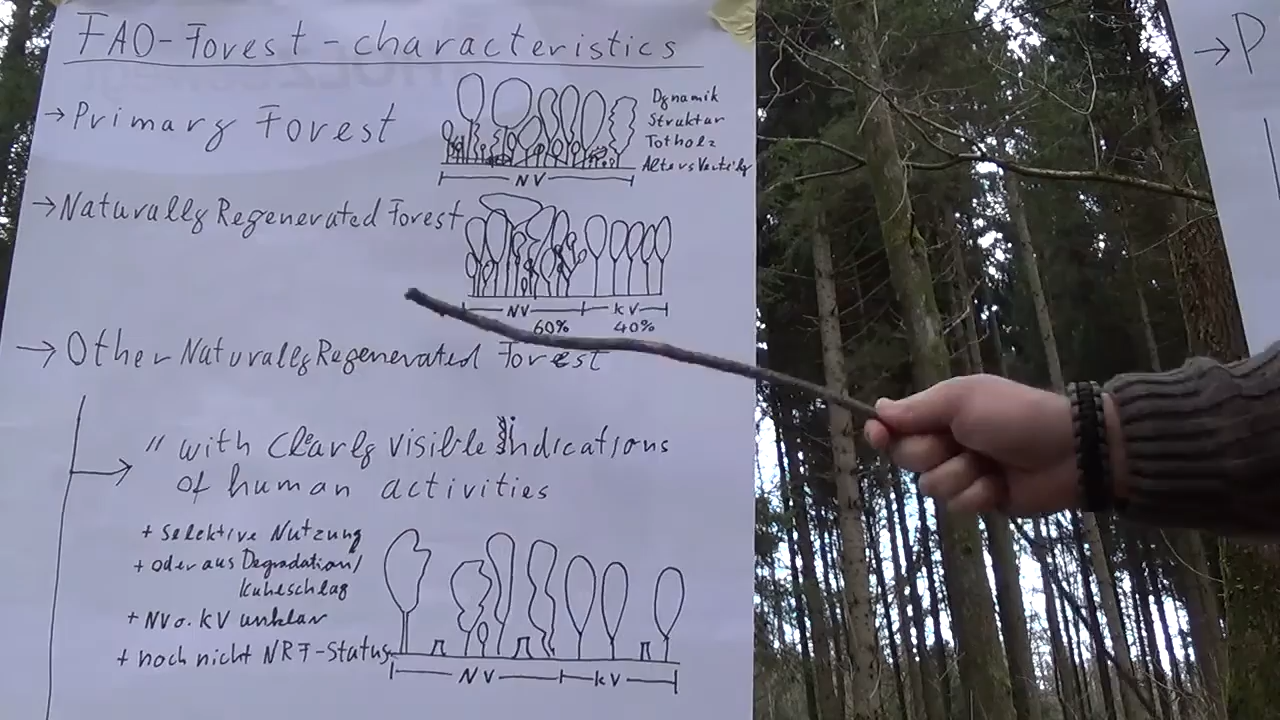 FAO-Forest-characteristics
→ Primary Forest
Dynamik
Struktur
Totholz
Altersverteilg
NV
→ Naturally Regenerated Forest
NV kV
60% 40%
→ Other Naturally Regenerated Forest
" with Clearly visible indications
of human activities
+ Selektive Nutzung
+ oder aus Degradation/
Kuheschlag
+ NV o. kV unklar
+ noch nicht NRF-Status
NV kV
→ P